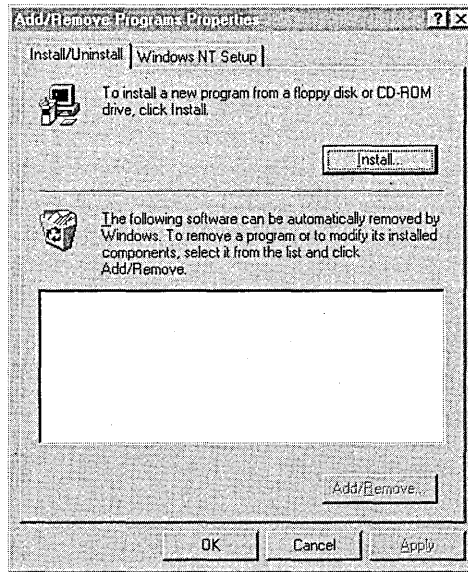 Add/Remove Programs Properties
Install/Uninstall
Windows NT Setup
To install a new program from a floppy disk or CD-ROM
drive, click Install.
Install...
The following software can be automatically removed by
Windows. To remove a program or to modify its installed
components, select it from the list and click
Add/Remove.
Add/Remove...
OK
Cancel
Apply